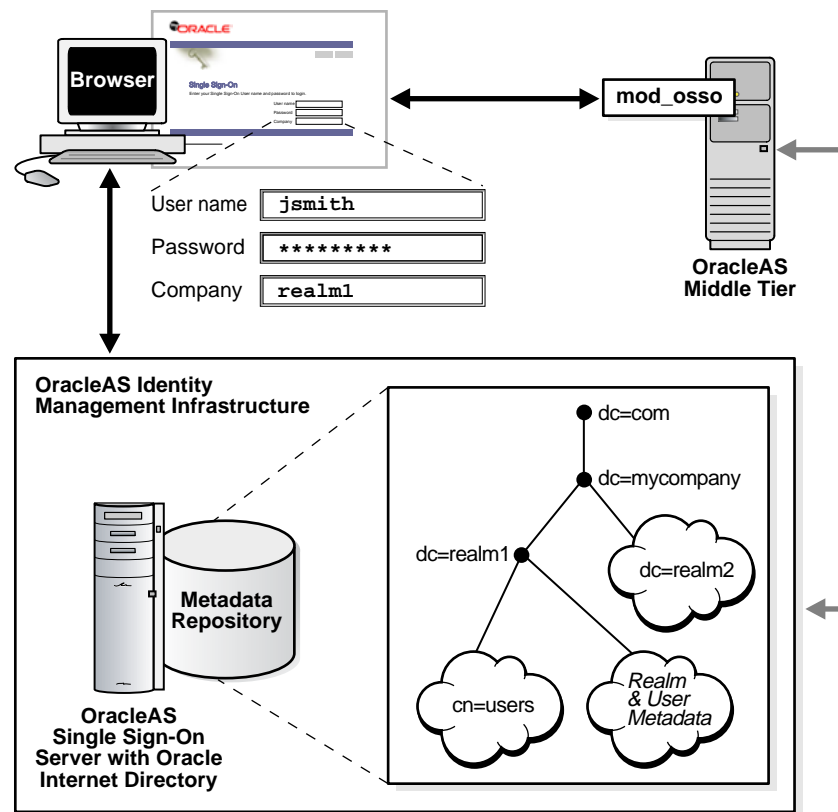 ORACLE
Browser
Single Sign-On
Enter your Single Sign-On User name and password to login.
User name
Password
Company
mod_osso
User name jsmith
Password *********
Company realm1
OracleAS
Middle Tier
OracleAS Identity
Management Infrastructure
dc=com
dc=mycompany
dc=realm1
dc=realm2
Metadata
Repository
cn=users
Realm
& User
Metadata
OracleAS
Single Sign-On
Server with Oracle
Internet Directory